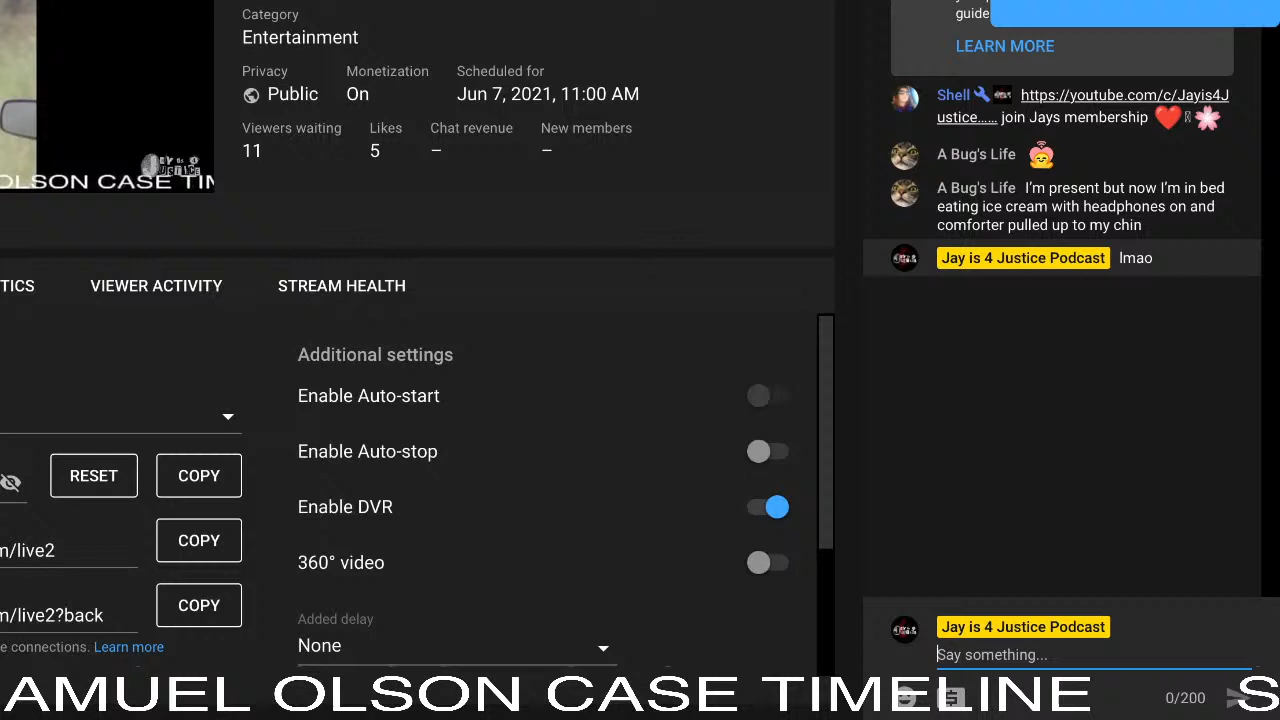 Category
Entertainment
Privacy Monetization Scheduled for
Public On Jun 7, 2021, 11:00 AM
Viewers waiting Likes Chat revenue New members
11 5 – –
JAY IS 4
JUSTICE
OLSON CASE TIM
TICS VIEWER ACTIVITY STREAM HEALTH
Additional settings
Enable Auto-start
Enable Auto-stop
RESET COPY
Enable DVR
m/live2 COPY
360° video
m/live2?back COPY
Added delay
None
e connections. Learn more
guide
LEARN MORE
Shell https://youtube.com/c/Jayis4J
ustice…… join Jays membership
A Bug's Life
A Bug's Life I’m present but now I’m in bed
eating ice cream with headphones on and
comforter pulled up to my chin
Jay is 4 Justice Podcast lmao
Jay is 4 Justice Podcast
Say something...
0/200
AMUEL OLSON CASE TIMELINE S